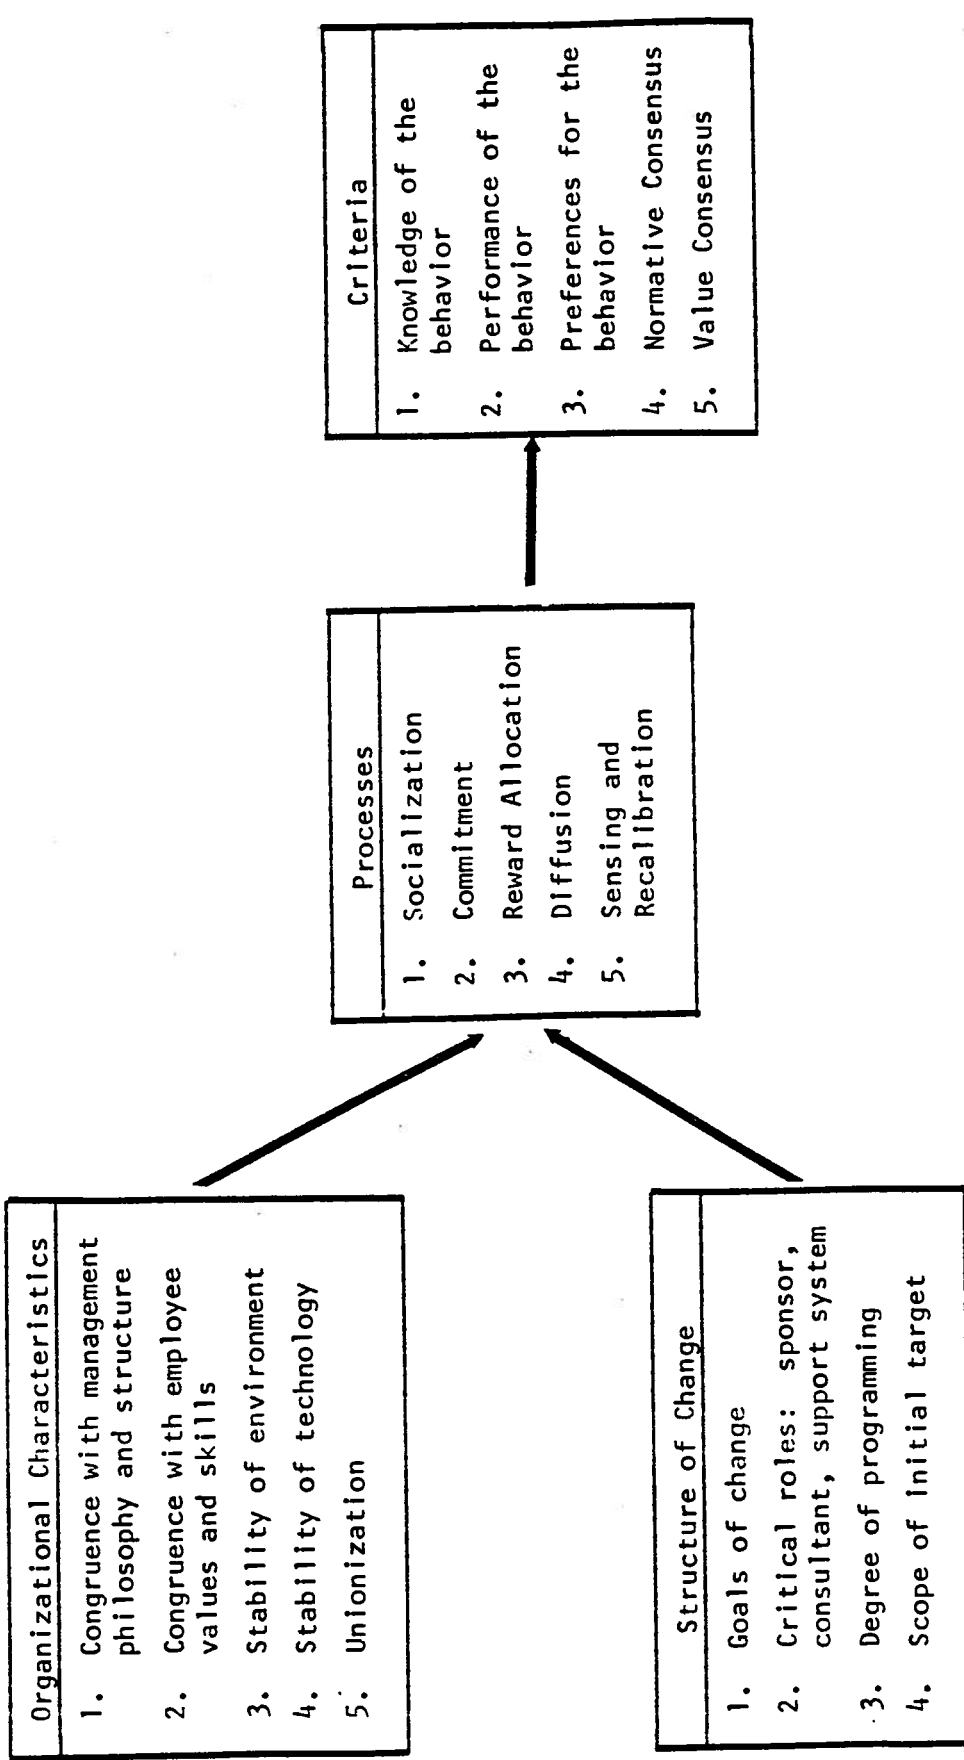 Organizational Characteristics
1. Congruence with management
philosophy and structure
2. Congruence with employee
values and skills
3. Stability of environment
4. Stability of technology
5. Unionization
Structure of Change
1. Goals of change
2. Critical roles: sponsor,
consultant, support system
3. Degree of programming
4. Scope of initial target
Processes
1. Socialization
2. Commitment
3. Reward Allocation
4. Diffusion
5. Sensing and
Recalibration
Criteria
1. Knowledge of the
behavior
2. Performance of the
behavior
3. Preferences for the
behavior
4. Normative Consensus
5. Value Consensus